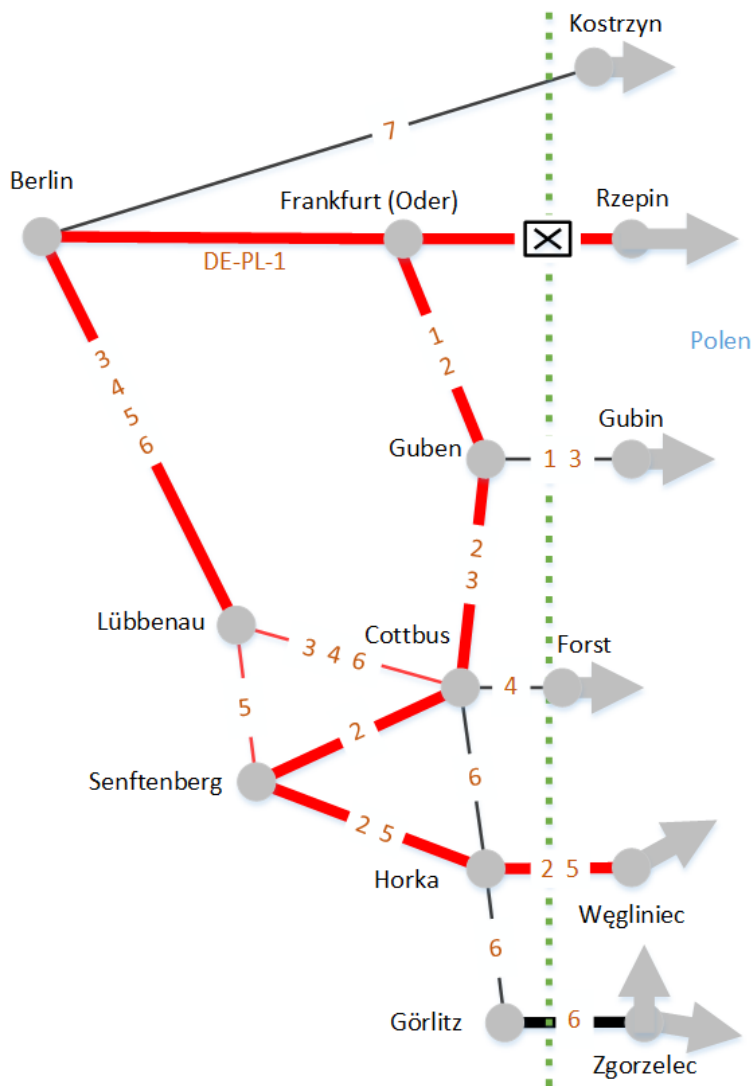 Kostrzyn
7
Berlin
Frankfurt (Oder)
Rzepin
DE-PL-1
Polen
3
4
5
6
1
2
Gubin
Guben
1 3
2
3
Lübbenau
Cottbus
Forst
3 4 6
4
5
2
6
Senftenberg
2 5
Horka
2 5
Węgliniec
6
Görlitz
6
Zgorzelec